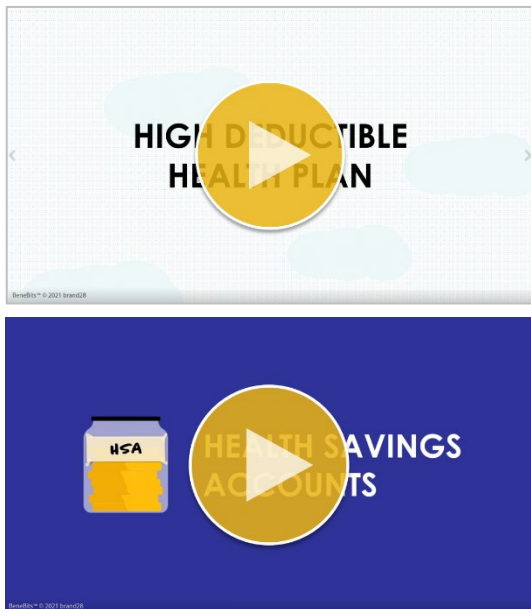 HIGH DEDUCTIBLE
HEALTH PLAN
BeneBits™ © 2021 brand28
HSA
HEALTH SAVINGS
ACCOUNTS
BeneBits™ © 2021 brand28